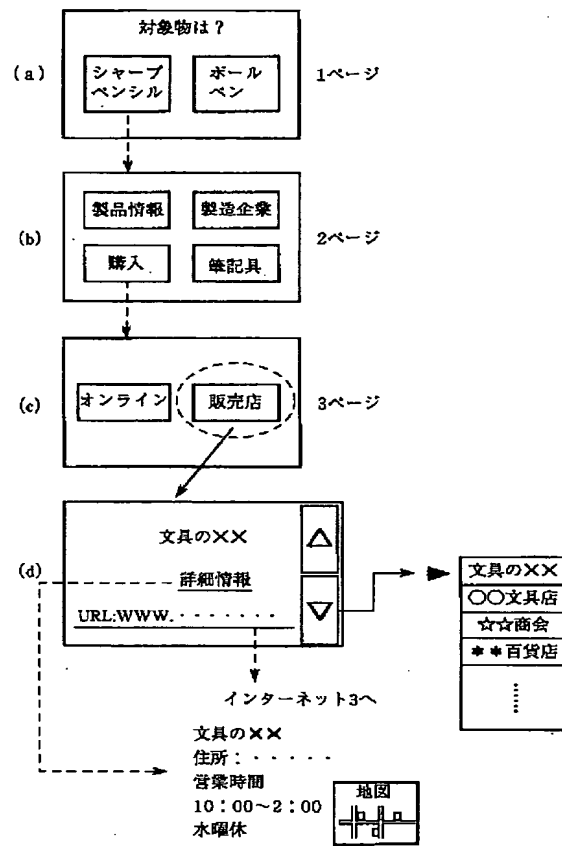 対象物は？
(a)
シャープ
ペンシル
ボール
ペン
1ページ
(b)
製品情報
製造企業
購入
筆記具
2ページ
(c)
オンライン
販売店
3ページ
(d)
文具の××
詳細情報
URL:WWW.・・・・・・・
△
▽
文具の××
○○文具店
☆☆商会
＊＊百貨店
インターネット3へ
文具の××
住所：・・・・・
営業時間
10：00～2：00
水曜休
地図